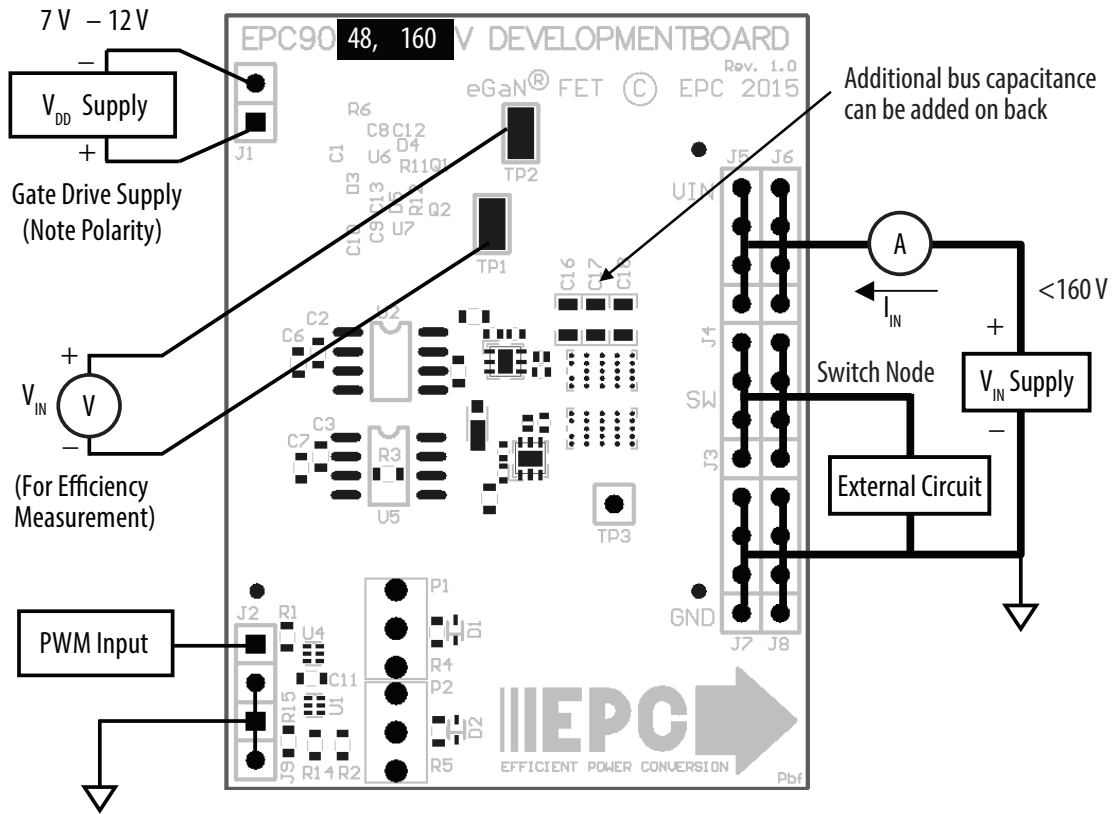 7 V – 12 V
–
V_DD Supply
+
Gate Drive Supply
(Note Polarity)
EPC90 48, 160 V DEVELOPMENTBOARD
Rev. 1.0
eGaN® FET © EPC 2015
Additional bus capacitance
can be added on back
J1
R6
C8 C12
D4
C1
U6
R11 Q1
D3
C13
D5
R12
Q2
C10
C9
U7
TP2
TP1
J5 J6
VIN
A
I_IN
<160 V
+
V_IN Supply
–
C16 C17 C18
U2
C2
C6
+
V_IN
V
–
(For Efficiency
Measurement)
J4
Switch Node
SW
J3
External Circuit
C3
C7
R3
U5
TP3
GND
J7 J8
PWM Input
J2
R1
U4
C11
U1
R15
J9
R14 R2
P1
D1
R4
P2
D2
R5
EPC
EFFICIENT POWER CONVERSION
Pbf